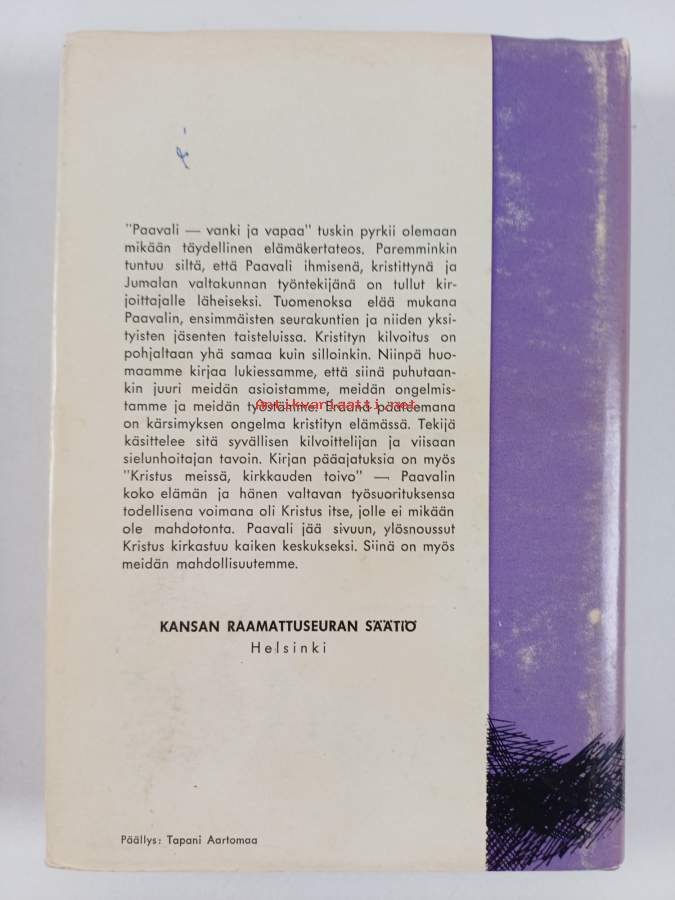 "Paavali — vanki ja vapaa" tuskin pyrkii olemaan
mikään täydellinen elämäkertateos. Paremminkin
tuntuu siltä, että Paavali ihmisenä, kristittynä ja
Jumalan valtakunnan työntekijänä on tullut kir-
joittajalle läheiseksi. Tuomenoksa elää mukana
Paavalin, ensimmäisten seurakuntien ja niiden yksi-
tyisten jäsenten taisteluissa. Kristityn kilvoitus on
pohjaltaan yhä samaa kuin silloinkin. Niinpä huo-
maamme kirjaa lukiessamme, että siinä puhutaan-
kin juuri meidän asioistamme, meidän ongelmis-
tamme ja meidän työstämme. Eräänä pääteemana
Antikvariaatti.net
on kärsimyksen ongelma kristityn elämässä. Tekijä
käsittelee sitä syvällisen kilvoittelijan ja viisaan
sielunhoitajan tavoin. Kirjan pääajatuksia on myös
"Kristus meissä, kirkkauden toivo" — Paavalin
koko elämän ja hänen valtavan työsuorituksensa
todellisena voimana oli Kristus itse, jolle ei mikään
ole mahdotonta. Paavali jää sivuun, ylösnoussut
Kristus kirkastuu kaiken keskukseksi. Siinä on myös
meidän mahdollisuutemme.
KANSAN RAAMATTUSEURAN SÄÄTIÖ
Helsinki
Päällys: Tapani Aartomaa